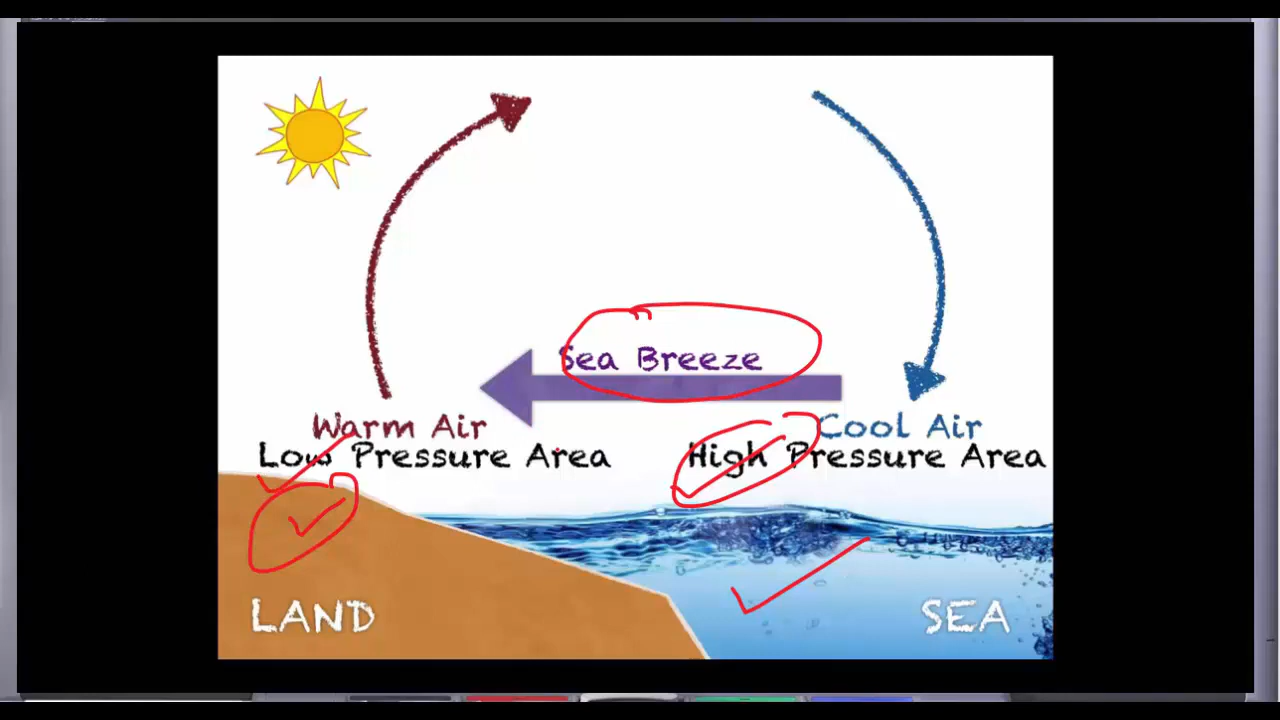 Sea Breeze
Warm Air
Cool Air
Low Pressure Area
High Pressure Area
LAND
SEA